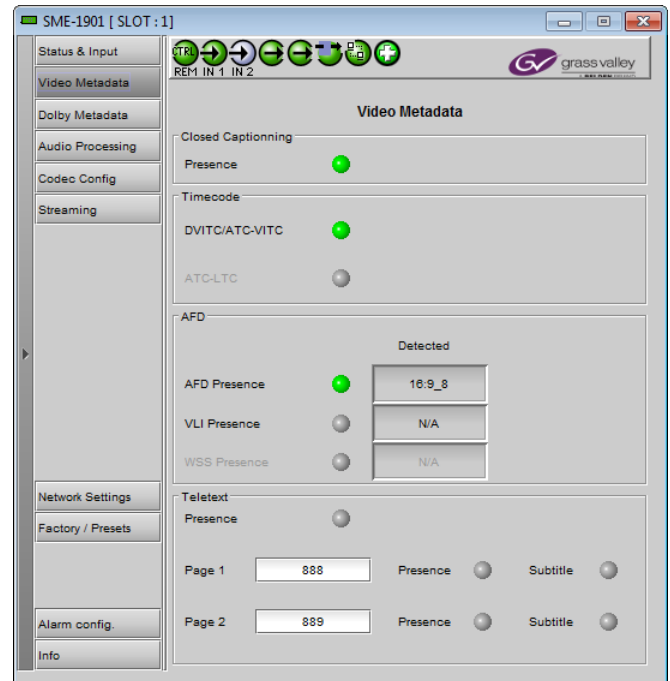 SME-1901 [ SLOT : 1]
Status & Input
Video Metadata
Dolby Metadata
Audio Processing
Codec Config
Streaming
Network Settings
Factory / Presets
Alarm config.
Info
CTRL
REM IN 1 IN 2
GV grass valley
A BELDEN BRAND
Video Metadata
Closed Captionning
Presence
Timecode
DVITC/ATC-VITC
ATC-LTC
AFD
Detected
AFD Presence 16:9_8
VLI Presence N/A
WSS Presence N/A
Teletext
Presence
Page 1 888 Presence Subtitle
Page 2 889 Presence Subtitle